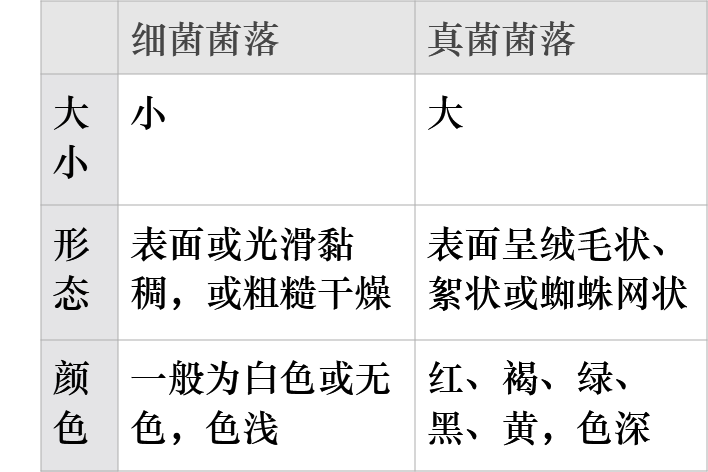 细菌菌落 真菌菌落
大小 小 大
形态 表面或光滑黏稠，或粗糙干燥 表面呈绒毛状、絮状或蜘蛛网状
颜色 一般为白色或无色，色浅 红、褐、绿、黑、黄，色深